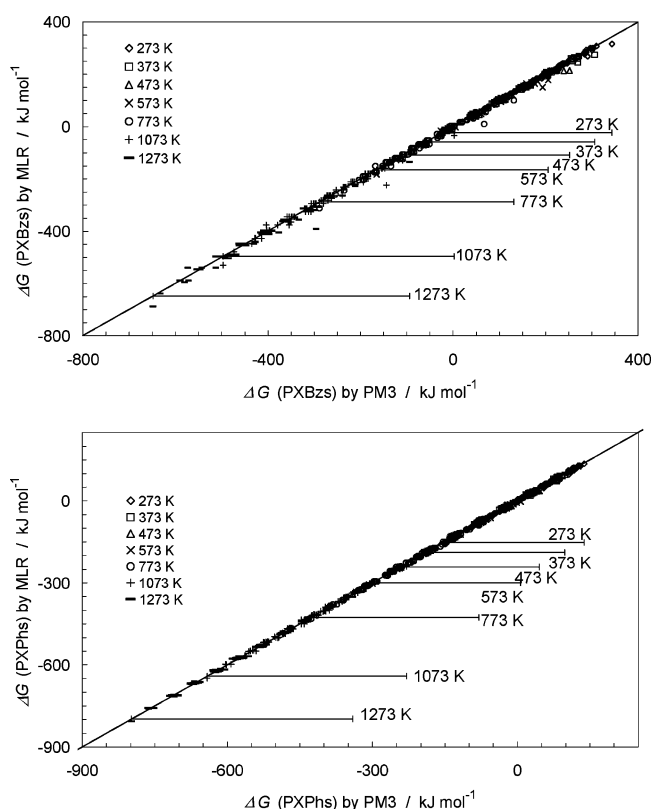 400
0
-400
-800
ΔG (PXBzs) by MLR / kJ mol⁻¹
273 K
373 K
473 K
573 K
773 K
1073 K
1273 K
273 K
373 K
473 K
573 K
773 K
1073 K
1273 K
-800
-400
0
400
ΔG (PXBzs) by PM3 / kJ mol⁻¹
0
-300
-600
-900
ΔG (PXPhs) by MLR / kJ mol⁻¹
273 K
373 K
473 K
573 K
773 K
1073 K
1273 K
273 K
373 K
473 K
573 K
773 K
1073 K
1273 K
-900
-600
-300
0
ΔG (PXPhs) by PM3 / kJ mol⁻¹